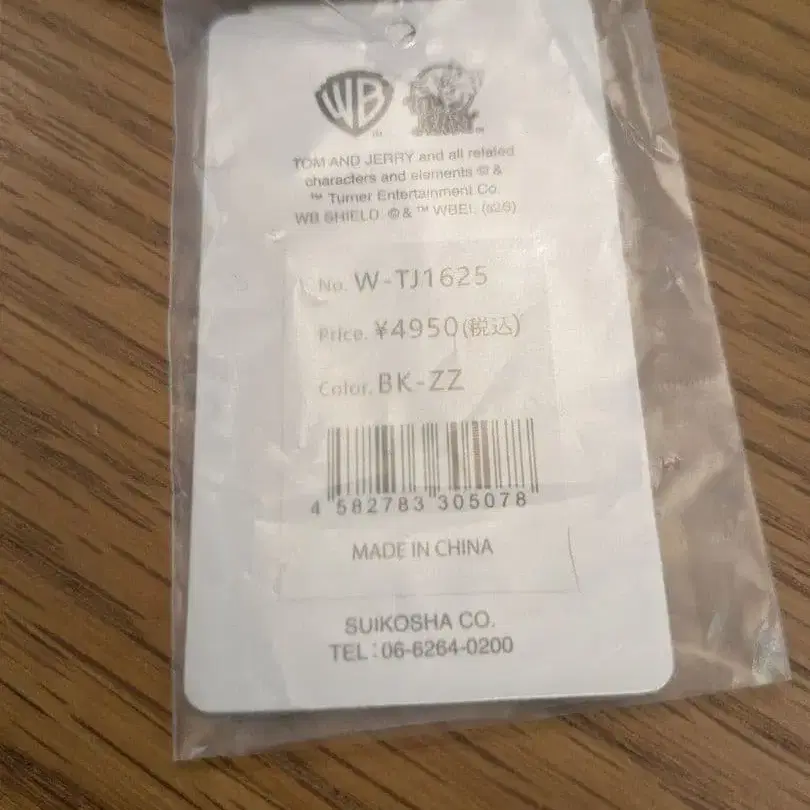 WB
TOM AND JERRY and all related
characters and elements © &
™ Turner Entertainment Co.
WB SHIELD: © & ™ WBEI. (s26)
No. W-TJ1625
Price. ¥4950(税込)
Color. BK-ZZ
4 582783 305078
MADE IN CHINA
SUIKOSHA CO.
TEL:06-6264-0200